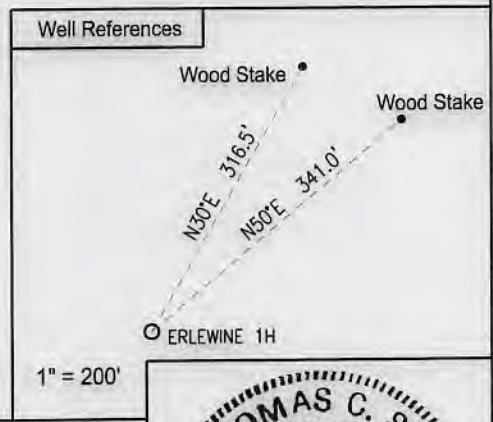 Well References
Wood Stake
Wood Stake
N30°E 316.5'
N50°E 341.0'
ERLEWINE 1H
1" = 200'
OMAS C.